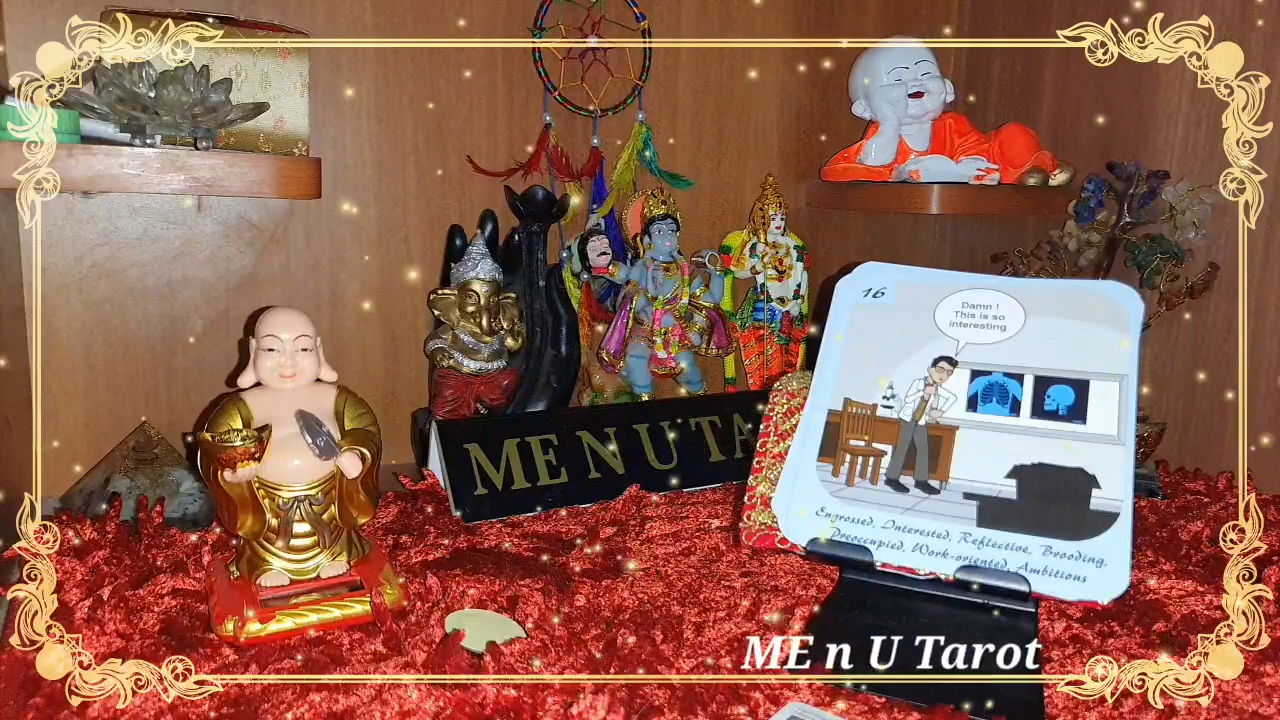 16
Damn !
This is so
interesting
ME N U TA
Engrossed, Interested, Reflective, Brooding,
Preoccupied, Work-oriented, Ambitious
ME n U Tarot